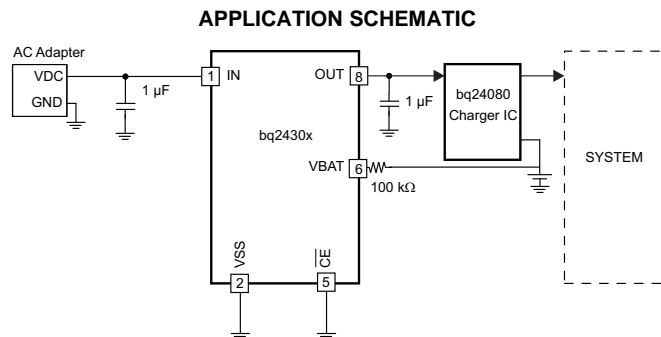 APPLICATION SCHEMATIC
AC Adapter
VDC
GND
1 μF
1
IN
OUT
8
1 μF
bq24080
Charger IC
bq2430x
VBAT
6
100 kΩ
SYSTEM
VSS
2
CE
5